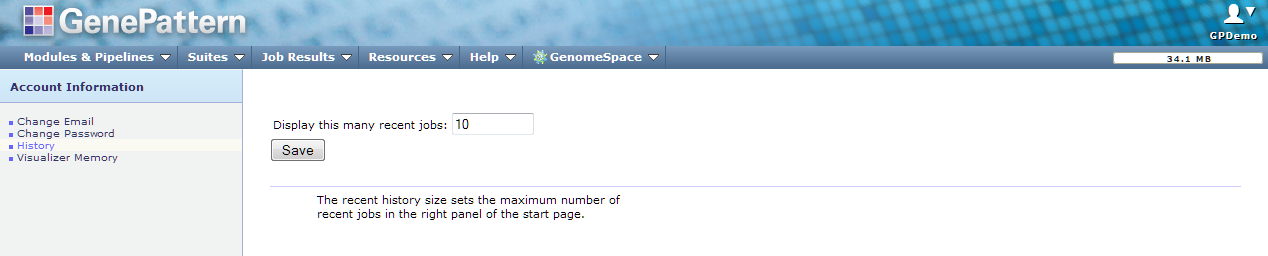 GenePattern
GPDemo
Modules & Pipelines Suites Job Results Resources Help GenomeSpace 34.1 MB
Account Information
Change Email
Change Password
History
Visualizer Memory
Display this many recent jobs: 10
Save
The recent history size sets the maximum number of
recent jobs in the right panel of the start page.